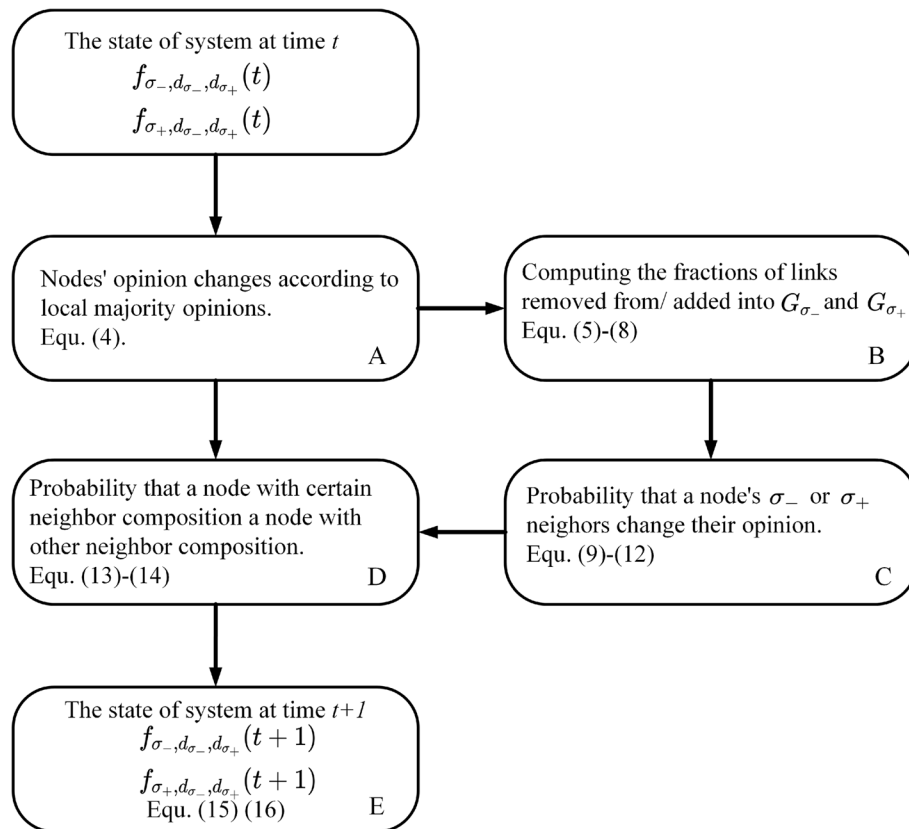 The state of system at time t
f_{σ_-,d_{σ_-},d_{σ_+}}(t)
f_{σ_+,d_{σ_-},d_{σ_+}}(t)
Nodes' opinion changes according to
local majority opinions.
Equ. (4).
A
Computing the fractions of links
removed from/ added into G_{σ_-} and G_{σ_+}
Equ. (5)-(8)
B
Probability that a node with certain
neighbor composition a node with
other neighbor composition.
Equ. (13)-(14)
D
Probability that a node's σ_- or σ_+
neighors change their opinion.
Equ. (9)-(12)
C
The state of system at time t+1
f_{σ_-,d_{σ_-},d_{σ_+}}(t+1)
f_{σ_+,d_{σ_-},d_{σ_+}}(t+1)
Equ. (15) (16)
E